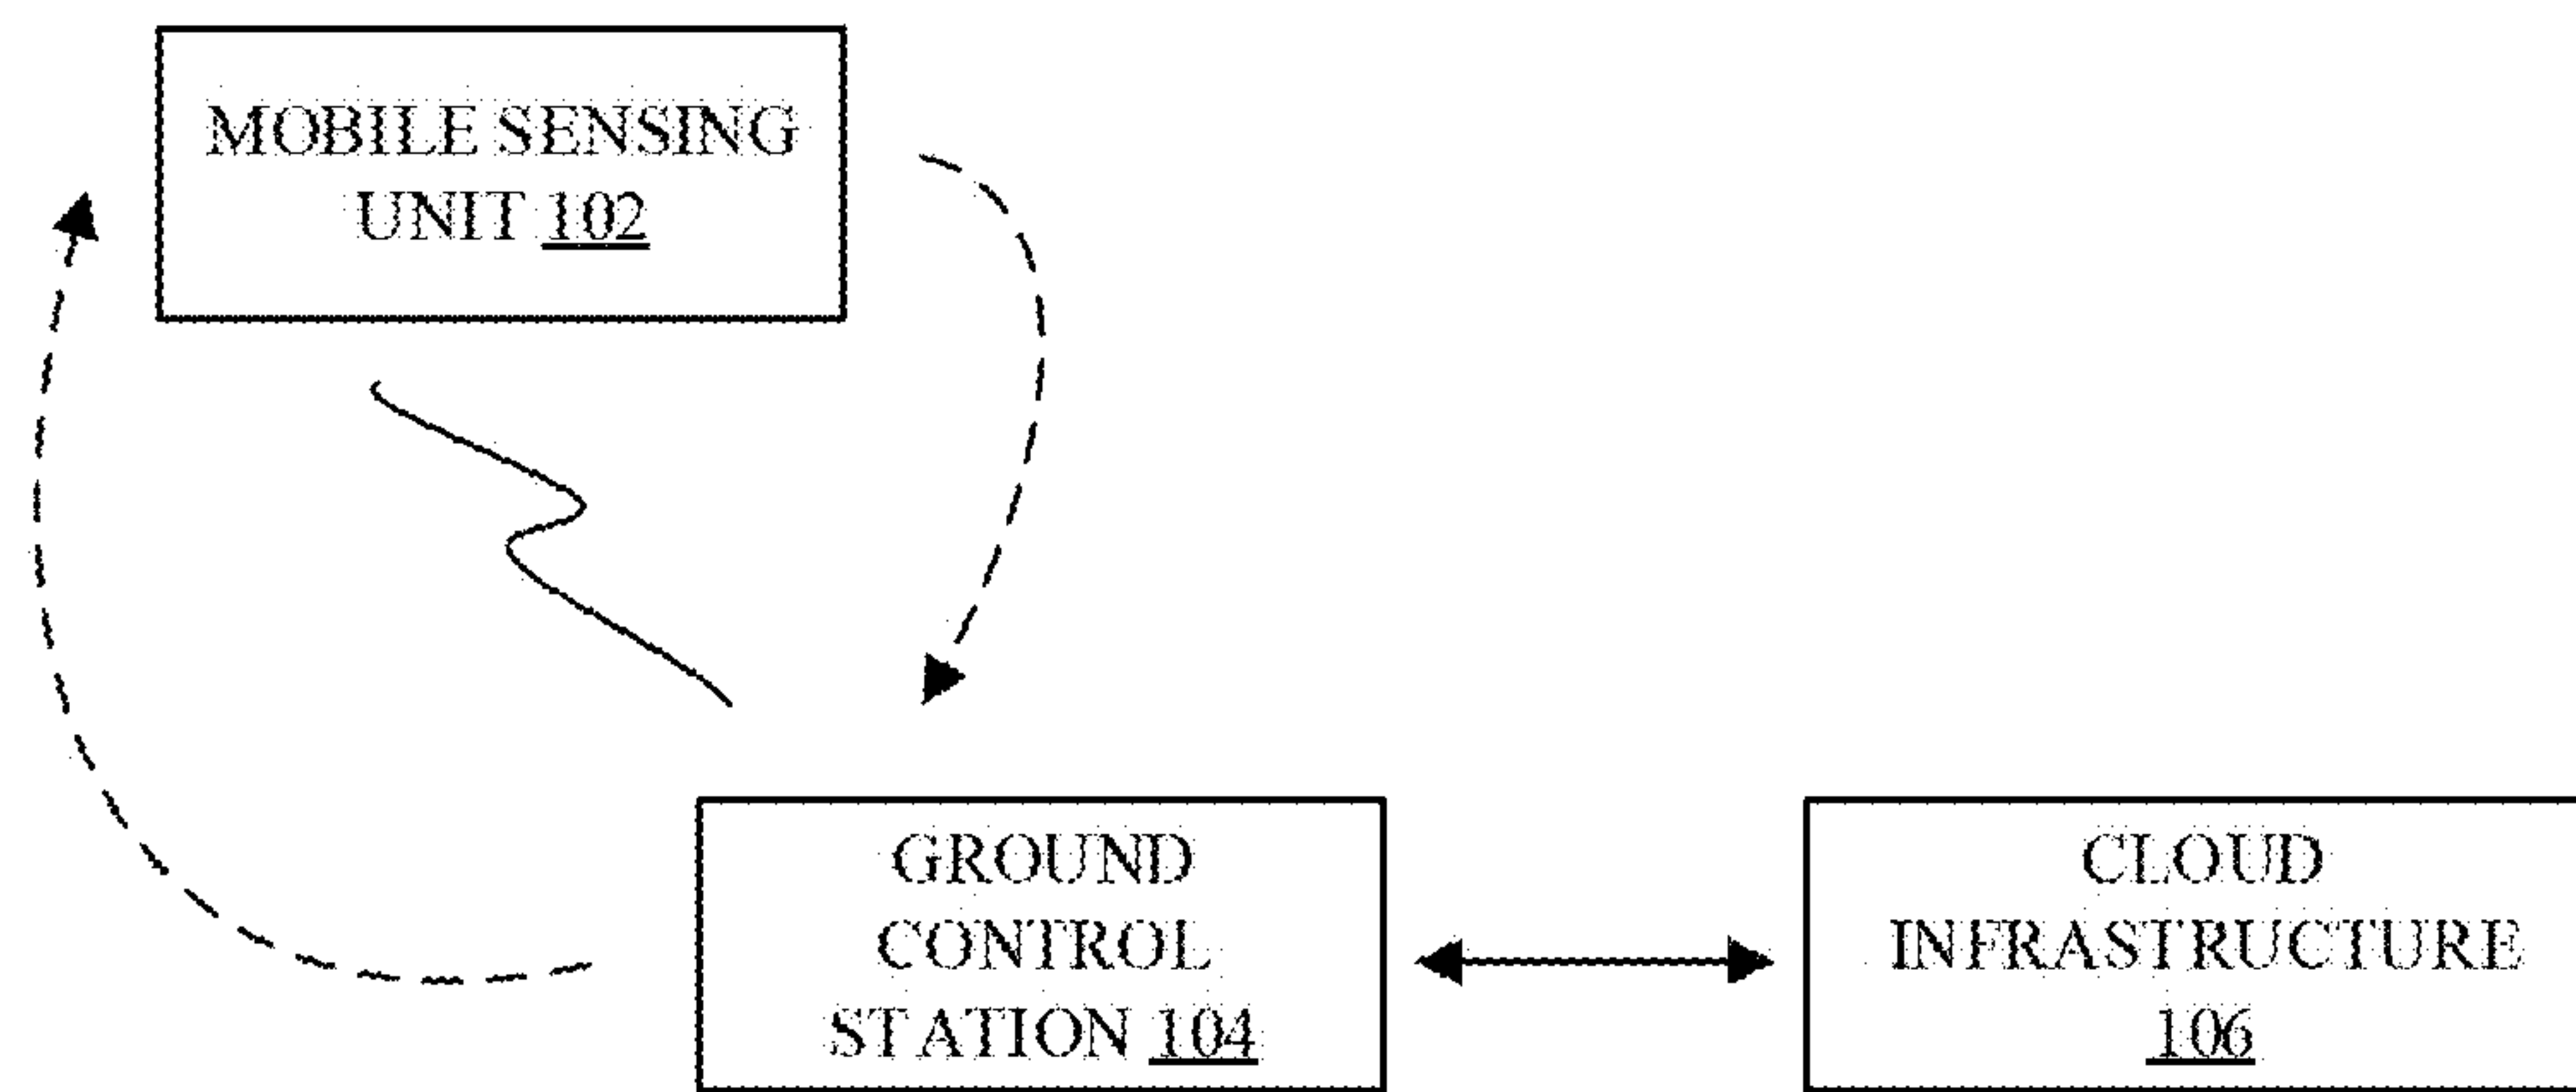 MOBILE SENSING
UNIT 102
GROUND
CONTROL
STATION 104
CLOUD
INFRASTRUCTURE
106